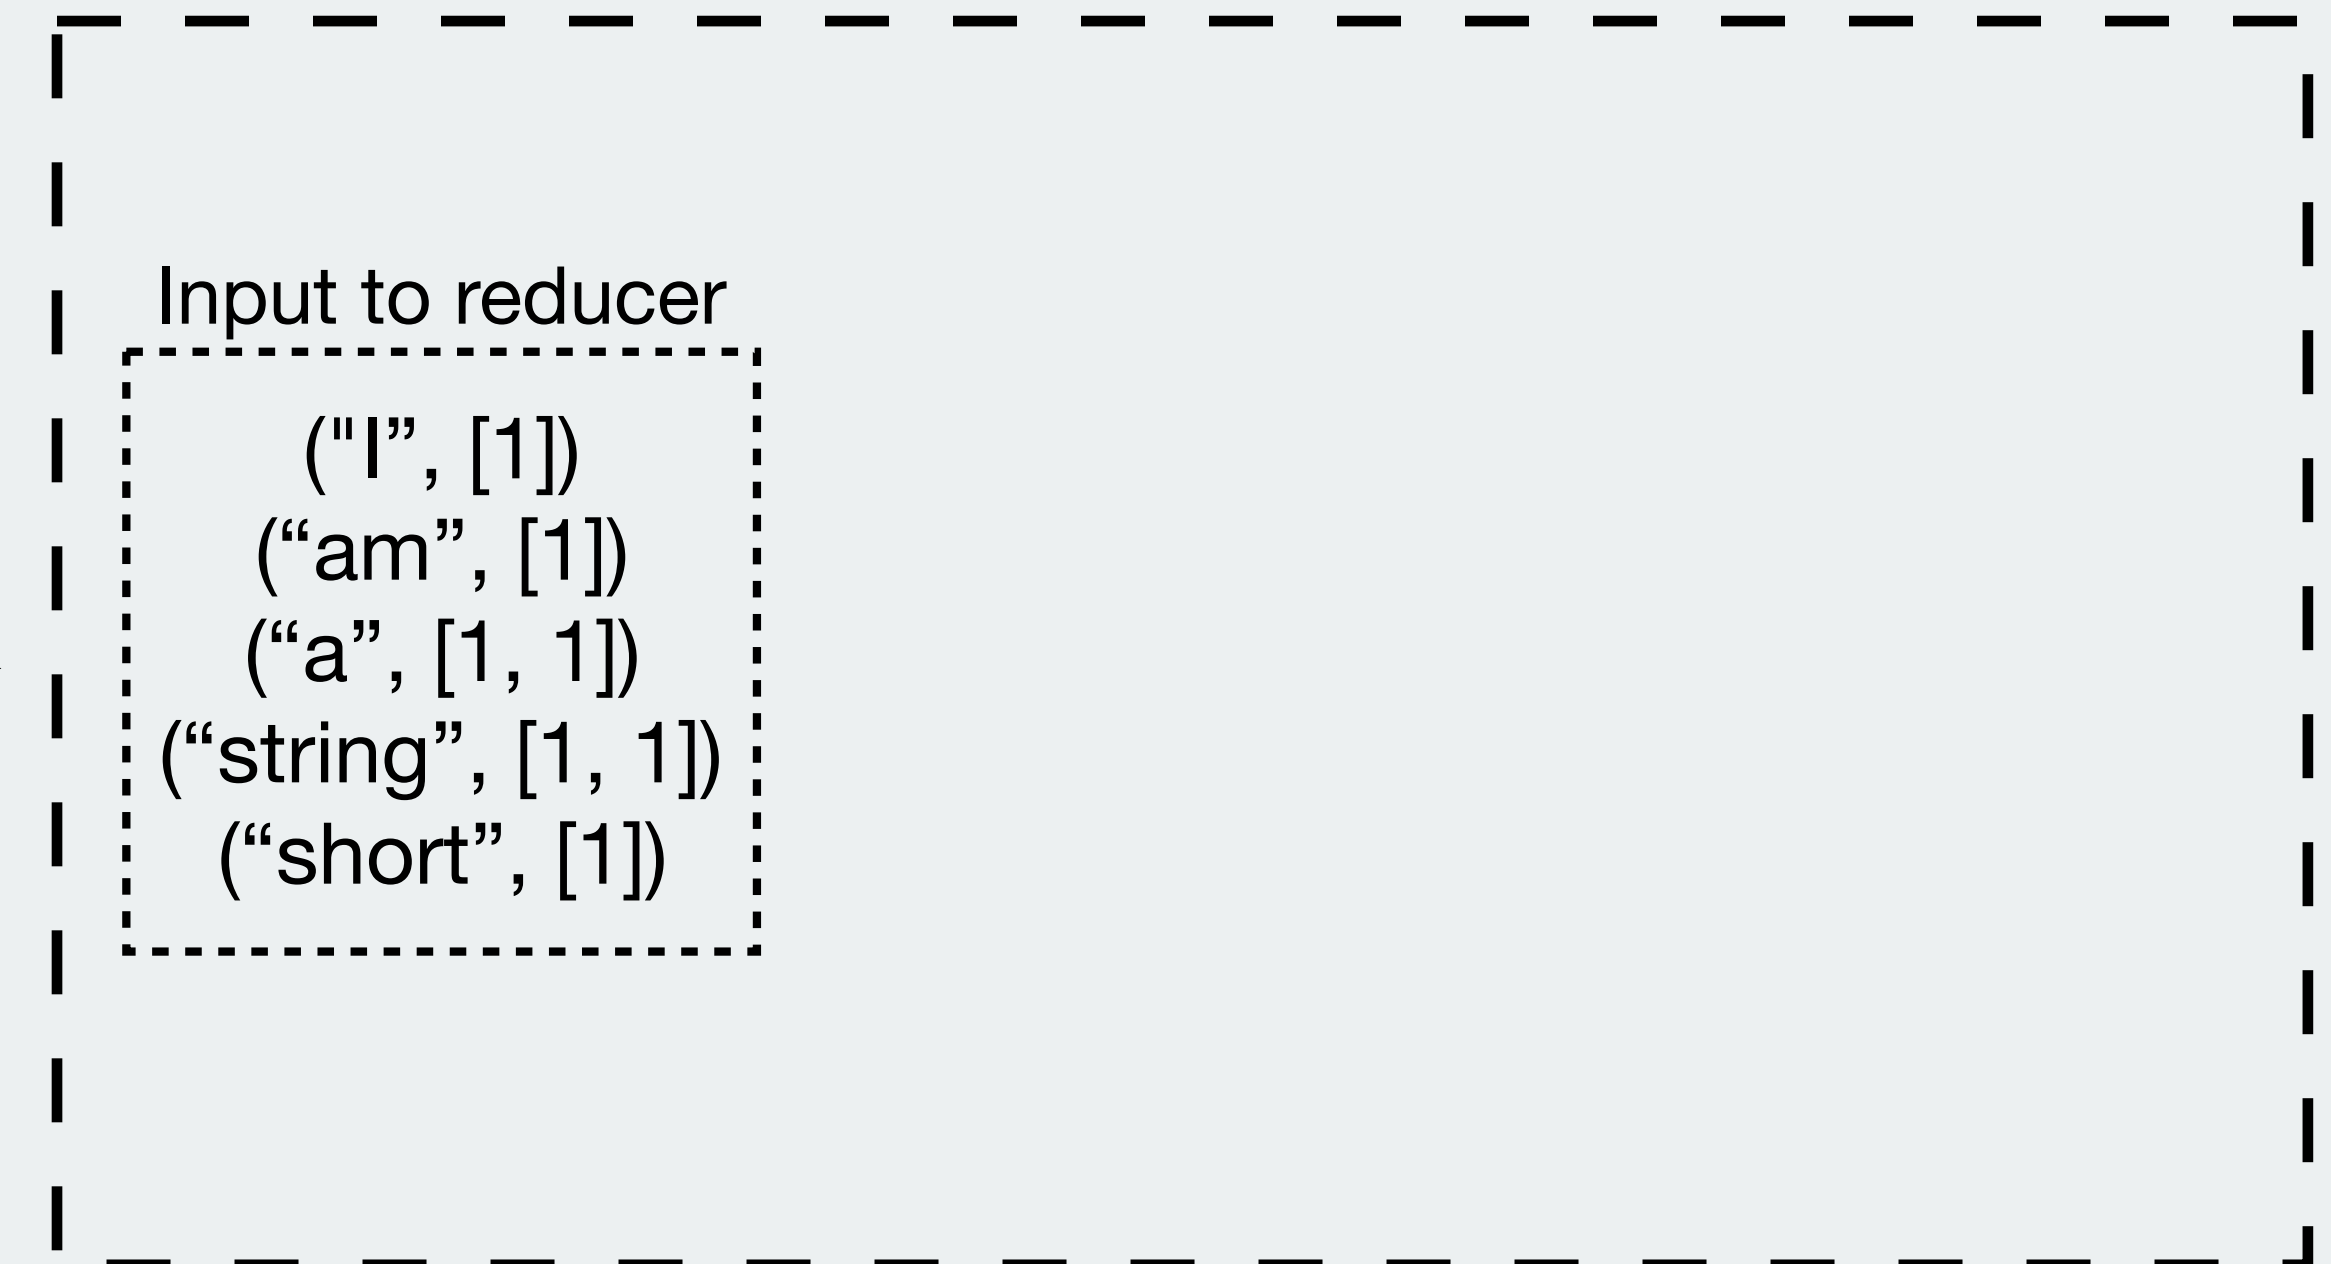 Input to reducer
("I”, [1])
(“am”, [1])
(“a”, [1, 1])
(“string”, [1, 1])
(“short”, [1])